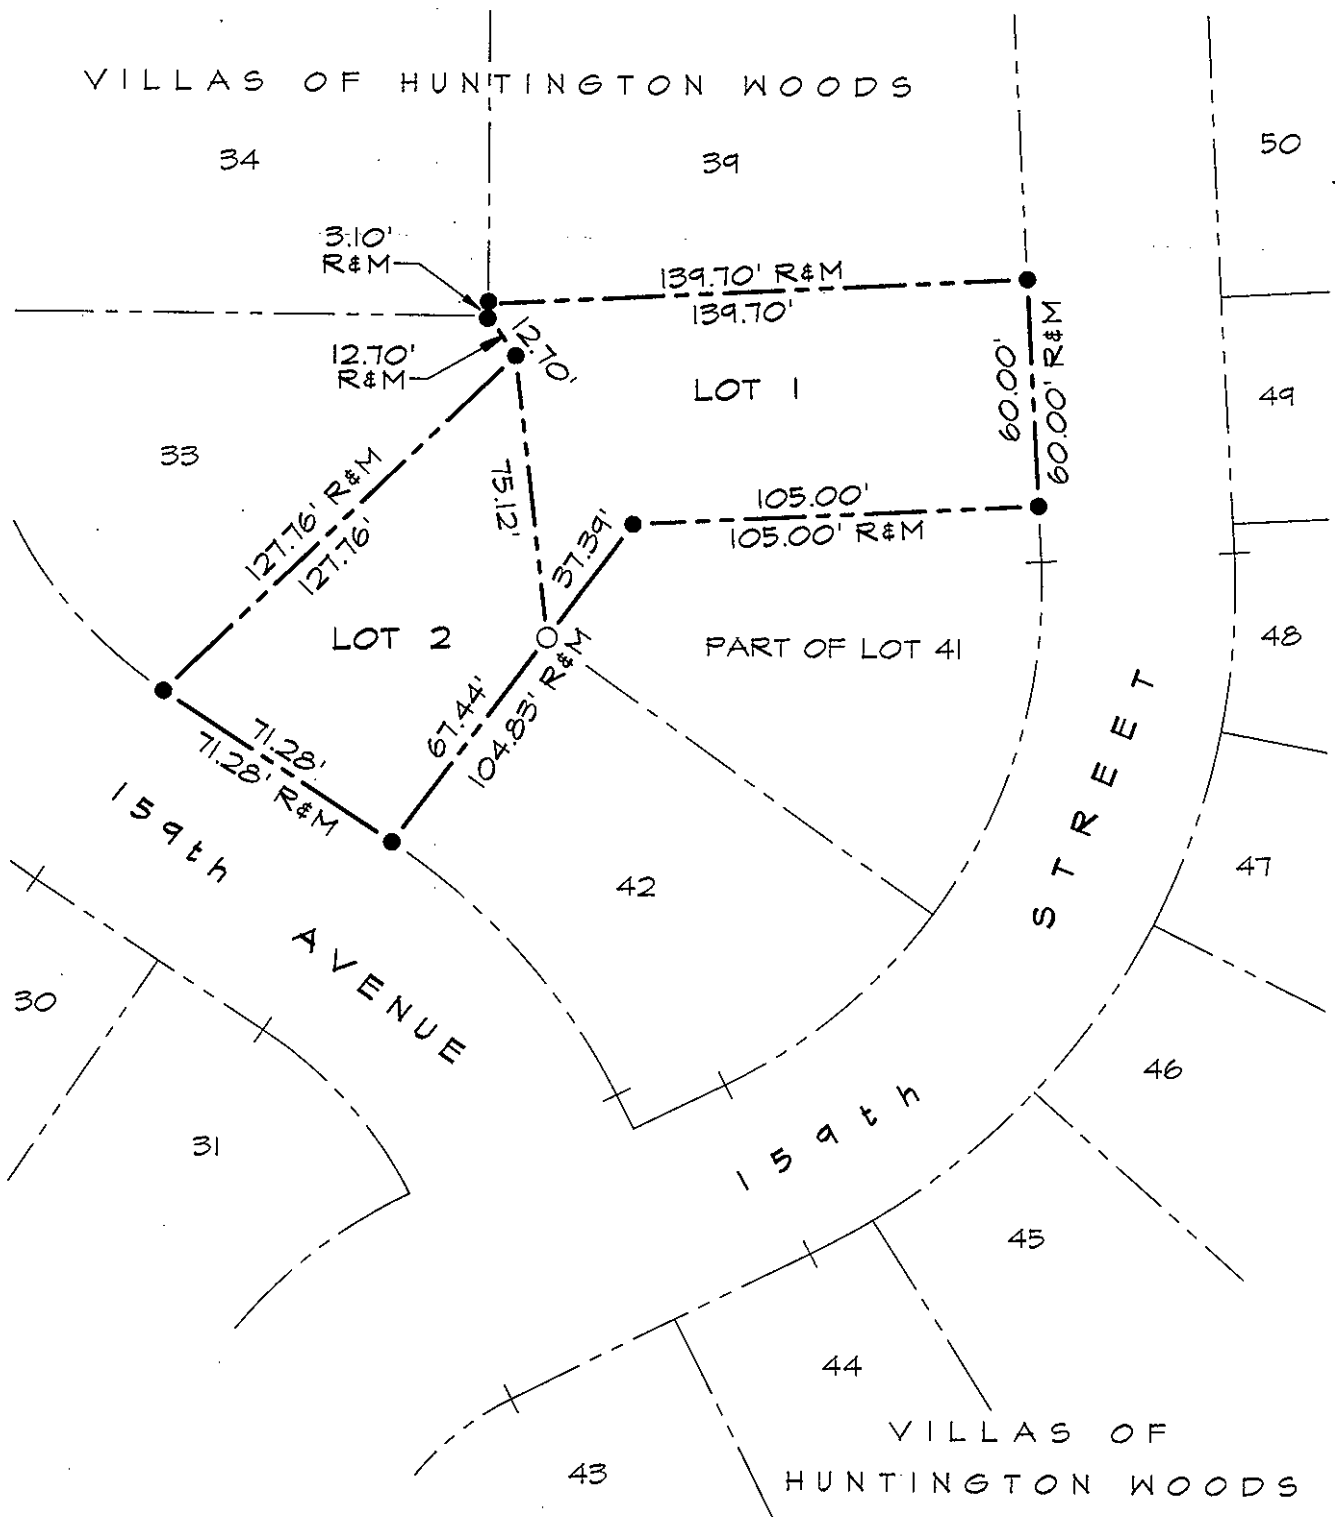 VILLAS OF HUNTINGTON WOODS
34
39
50
3.10'
R&M
139.70' R&M
139.70'
12.70'
R&M
12.70'
LOT 1
60.00'
60.00' R&M
49
33
127.76' R&M
127.76'
75.12'
105.00'
105.00' R&M
37.39'
LOT 2
PART OF LOT 41
48
67.44'
104.83' R&M
71.28'
71.28' R&M
159th
AVENUE
STREET
47
42
30
46
31
159th
45
44
43
VILLAS OF
HUNTINGTON WOODS